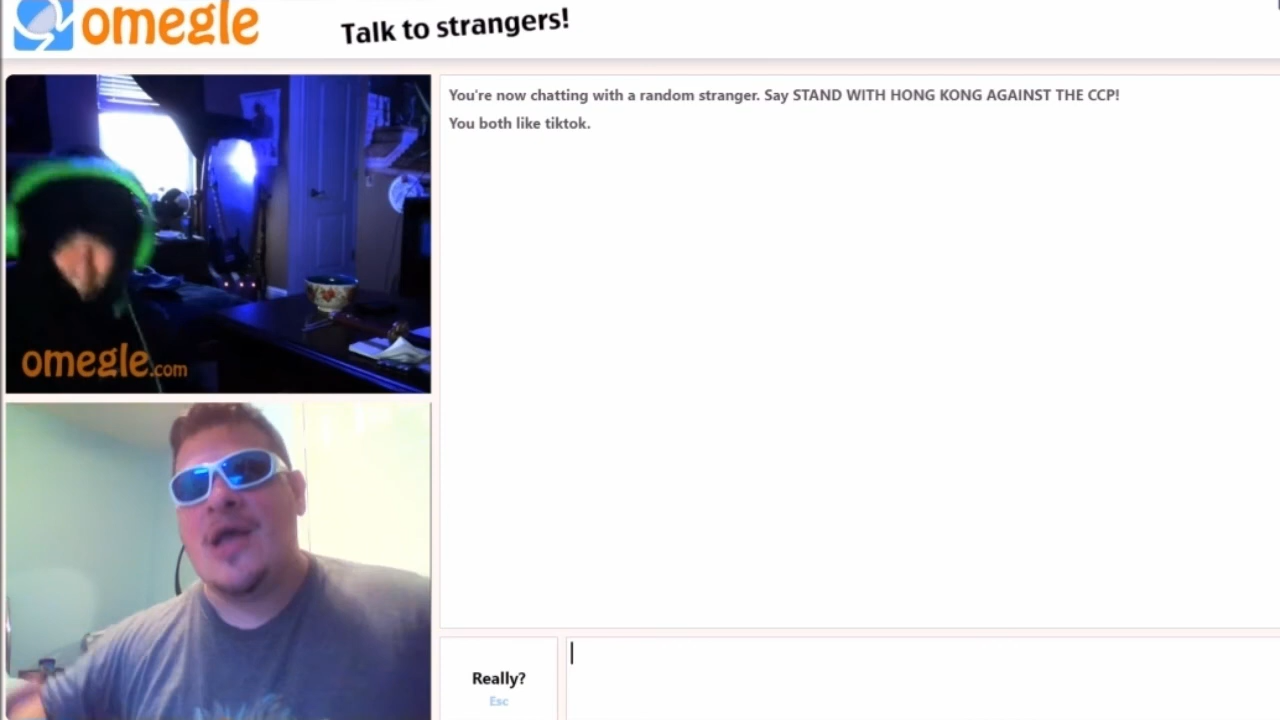 omegle
Talk to strangers!
You're now chatting with a random stranger. Say STAND WITH HONG KONG AGAINST THE CCP!
You both like tiktok.
omegle.com
Really?
Esc